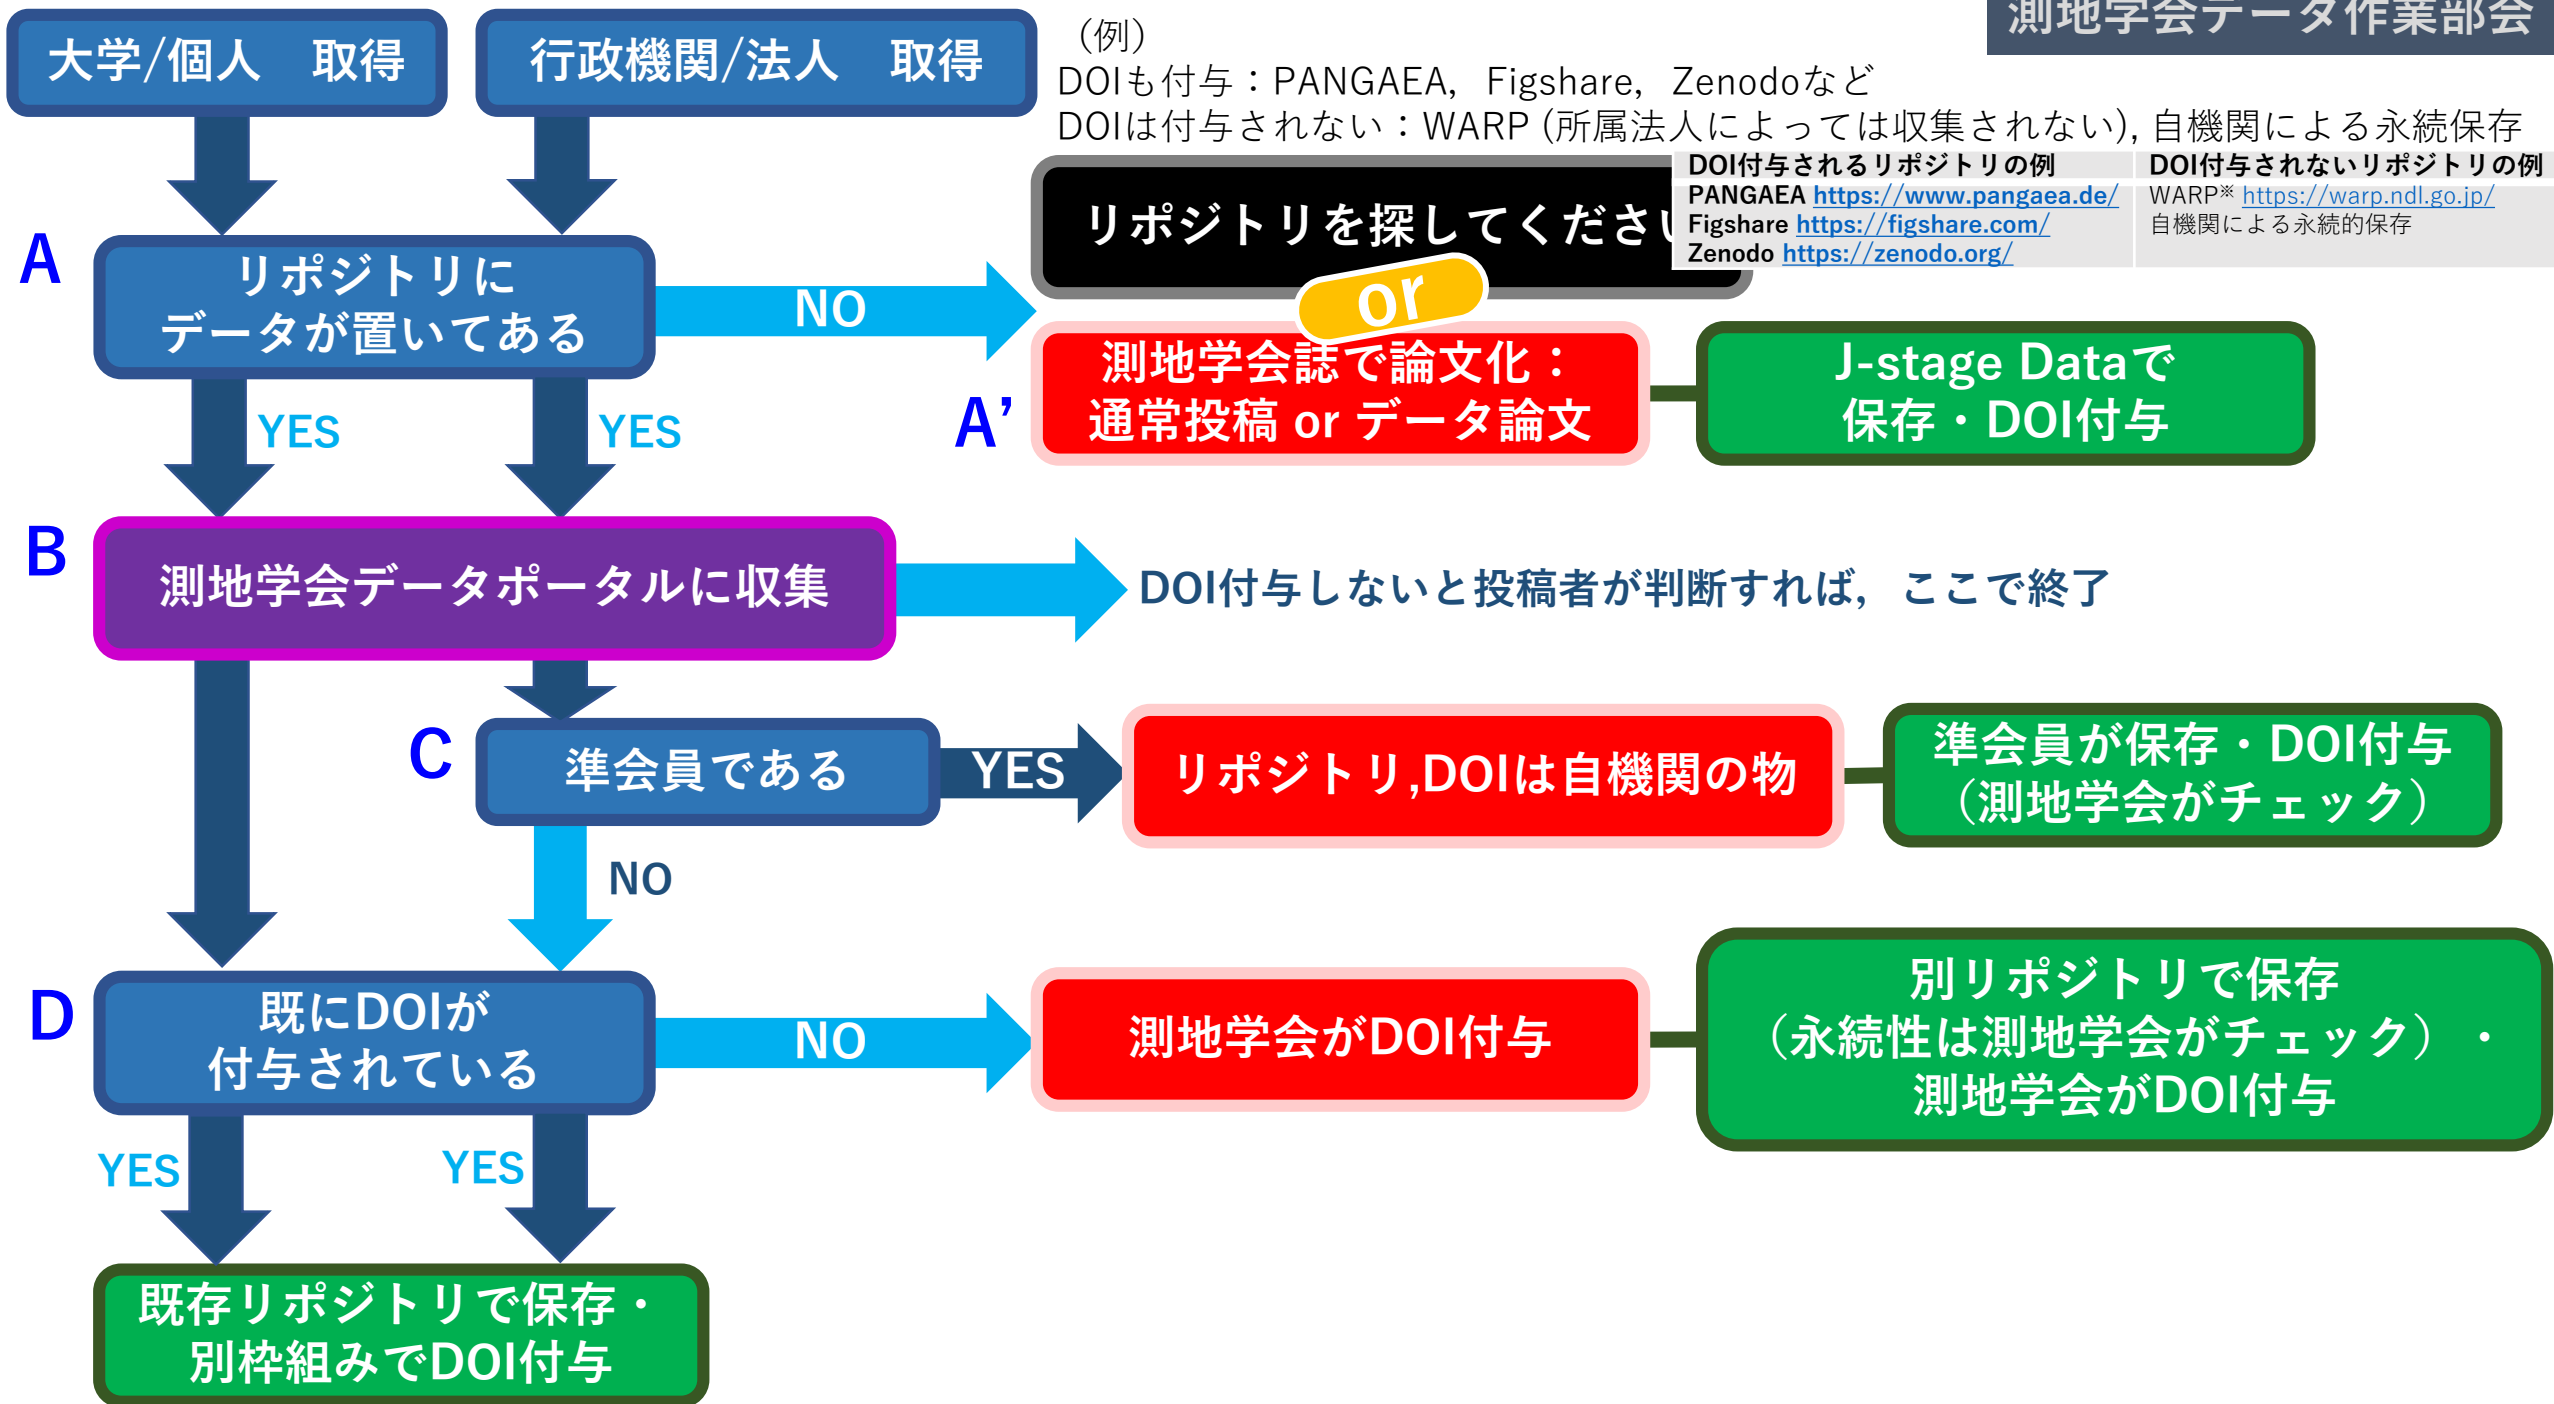 測地学会データ作業部会
大学/個人　取得
行政機関/法人　取得
（例）
DOIも付与：PANGAEA，Figshare，Zenodoなど
DOIは付与されない：WARP (所属法人によっては収集されない), 自機関による永続保存
リポジトリを探してください
DOI付与されるリポジトリの例
DOI付与されないリポジトリの例
PANGAEA https://www.pangaea.de/
Figshare https://figshare.com/
Zenodo https://zenodo.org/
WARP※ https://warp.ndl.go.jp/
自機関による永続的保存
A
リポジトリに
データが置いてある
NO
or
A’
測地学会誌で論文化：
通常投稿 or データ論文
J-stage Dataで
保存・DOI付与
YES
YES
B
測地学会データポータルに収集
DOI付与しないと投稿者が判断すれば，ここで終了
C
準会員である
YES
リポジトリ,DOIは自機関の物
準会員が保存・DOI付与
（測地学会がチェック）
NO
D
既にDOIが
付与されている
NO
測地学会がDOI付与
別リポジトリで保存
（永続性は測地学会がチェック）・
測地学会がDOI付与
YES
YES
既存リポジトリで保存・
別枠組みでDOI付与